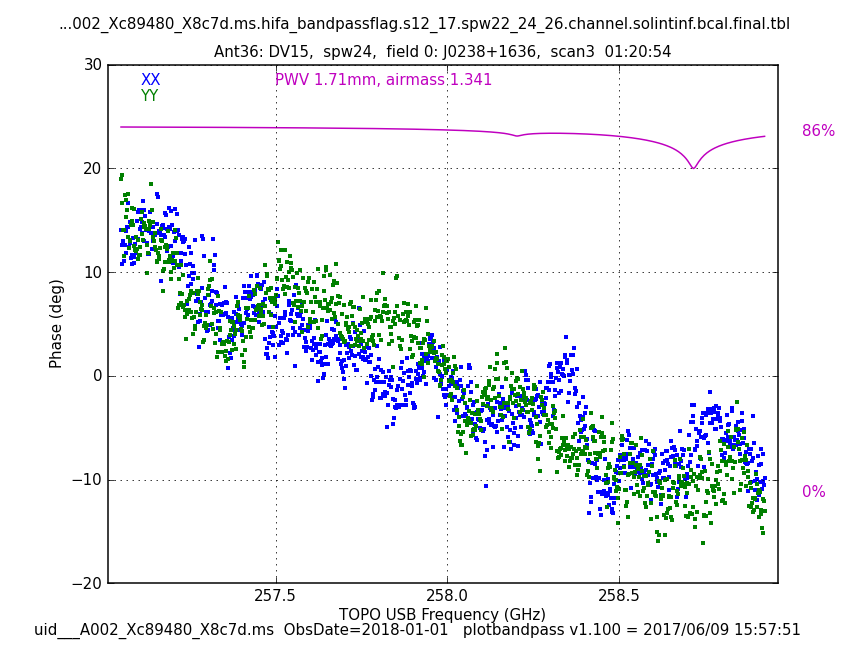 ...002_Xc89480_X8c7d.ms.hifa_bandpassflag.s12_17.spw22_24_26.channel.solintinf.bcal.final.tbl
Ant36: DV15,  spw24,  field 0: J0238+1636,  scan3  01:20:54
30
XX
PWV 1.71mm, airmass 1.341
YY
86%
20
10
Phase (deg)
0
−10
0%
−20
257.5
258.0
258.5
TOPO USB Frequency (GHz)
uid___A002_Xc89480_X8c7d.ms  ObsDate=2018-01-01   plotbandpass v1.100 = 2017/06/09 15:57:51